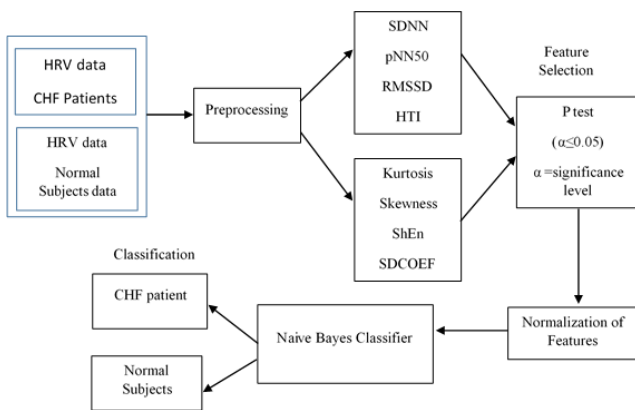 HRV data
CHF Patients
HRV data
Normal
Subjects data
Preprocessing
SDNN
pNN50
RMSSD
HTI
Kurtosis
Skewness
ShEn
SDCOEF
Feature
Selection
P test
(α≤0.05)
α =significance
level
Normalization of
Features
Naive Bayes Classifier
Classification
CHF patient
Normal
Subjects